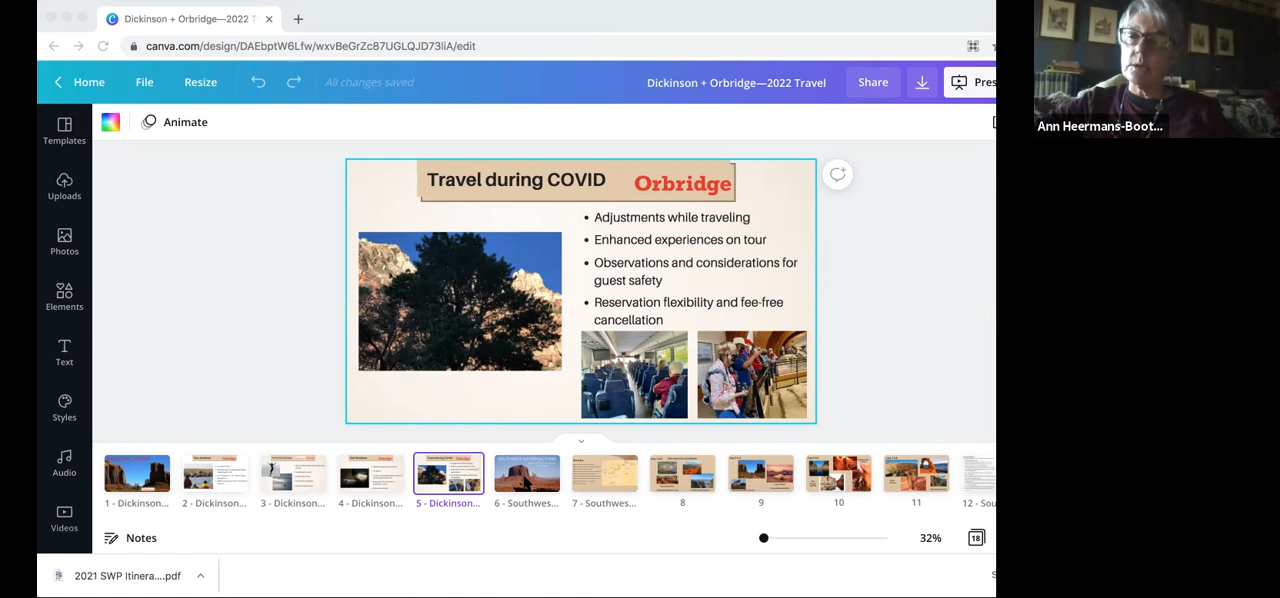 Dickinson + Orbridge—2022 T
canva.com/design/DAEbptW6Lfw/wxvBeGrZc87UGLQJD73liA/edit
Home
File
Resize
All changes saved
Dickinson + Orbridge—2022 Travel
Share
Pres
Templates
Uploads
Photos
Elements
Text
Styles
Audio
Videos
Animate
Travel during COVID
Orbridge
• Adjustments while traveling
• Enhanced experiences on tour
• Observations and considerations for
guest safety
• Reservation flexibility and fee-free
cancellation
1 - Dickinson...
2 - Dickinson...
3 - Dickinson...
4 - Dickinson...
5 - Dickinson...
6 - Southwes...
7 - Southwes...
8
9
10
11
12 - Sou
Notes
32%
18
2021 SWP Itinera....pdf
S
Ann Heermans-Boot...